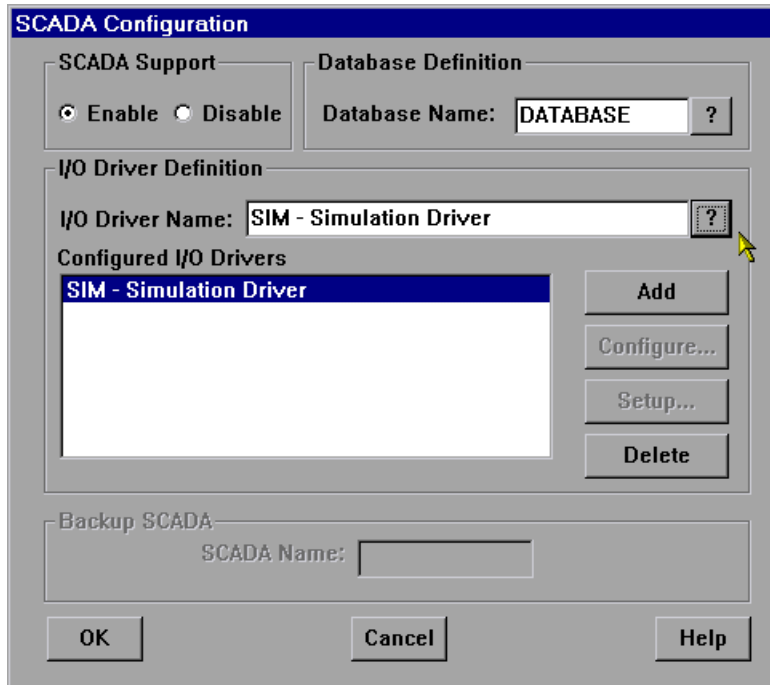 SCADA Configuration
SCADA Support
Enable Disable
Database Definition
Database Name: DATABASE ?
I/O Driver Definition
I/O Driver Name: SIM - Simulation Driver ?
Configured I/O Drivers
SIM - Simulation Driver
Add
Configure...
Setup...
Delete
Backup SCADA
SCADA Name:
OK Cancel Help